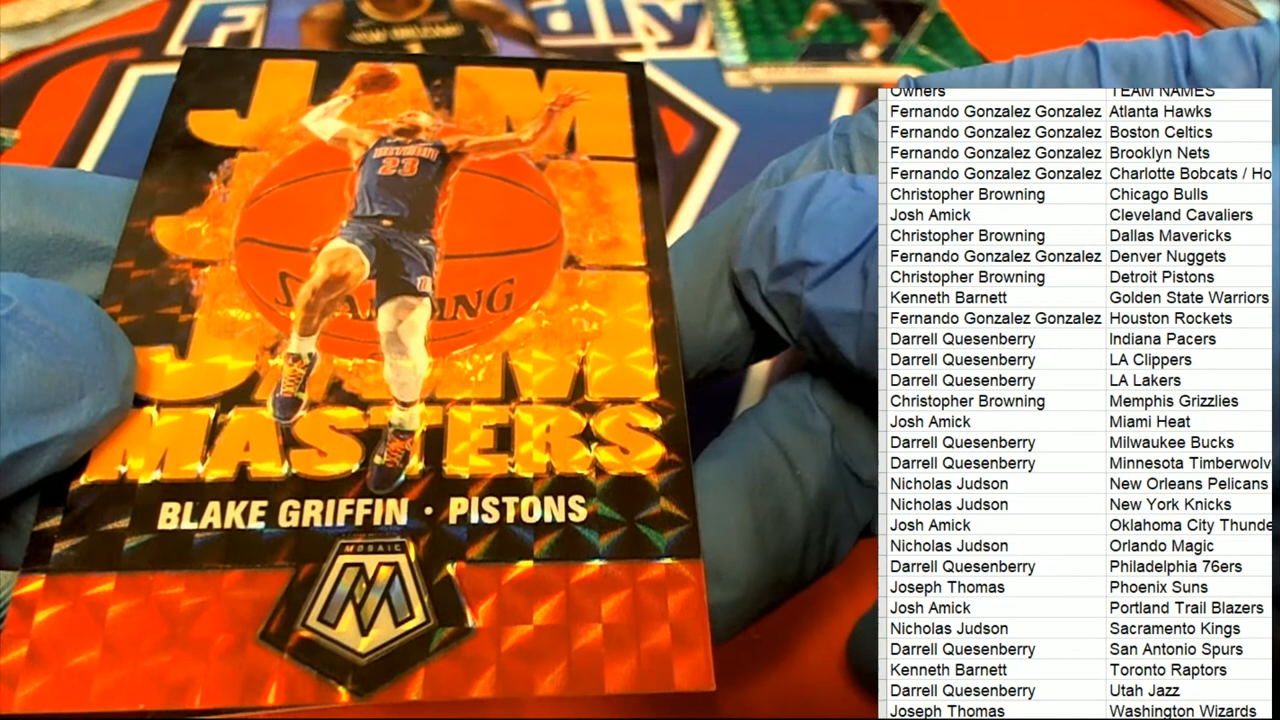 JAM
DETROIT
23
SPALDING
JAM
MASTERS
BLAKE GRIFFIN · PISTONS
MOSAIC
M
Owners TEAM NAMES
Fernando Gonzalez Gonzalez Atlanta Hawks
Fernando Gonzalez Gonzalez Boston Celtics
Fernando Gonzalez Gonzalez Brooklyn Nets
Fernando Gonzalez Gonzalez Charlotte Bobcats / Ho
Christopher Browning Chicago Bulls
Josh Amick Cleveland Cavaliers
Christopher Browning Dallas Mavericks
Fernando Gonzalez Gonzalez Denver Nuggets
Christopher Browning Detroit Pistons
Kenneth Barnett Golden State Warriors
Fernando Gonzalez Gonzalez Houston Rockets
Darrell Quesenberry Indiana Pacers
Darrell Quesenberry LA Clippers
Darrell Quesenberry LA Lakers
Christopher Browning Memphis Grizzlies
Josh Amick Miami Heat
Darrell Quesenberry Milwaukee Bucks
Darrell Quesenberry Minnesota Timberwolv
Nicholas Judson New Orleans Pelicans
Nicholas Judson New York Knicks
Josh Amick Oklahoma City Thunde
Nicholas Judson Orlando Magic
Darrell Quesenberry Philadelphia 76ers
Joseph Thomas Phoenix Suns
Josh Amick Portland Trail Blazers
Nicholas Judson Sacramento Kings
Darrell Quesenberry San Antonio Spurs
Kenneth Barnett Toronto Raptors
Darrell Quesenberry Utah Jazz
Joseph Thomas Washington Wizards